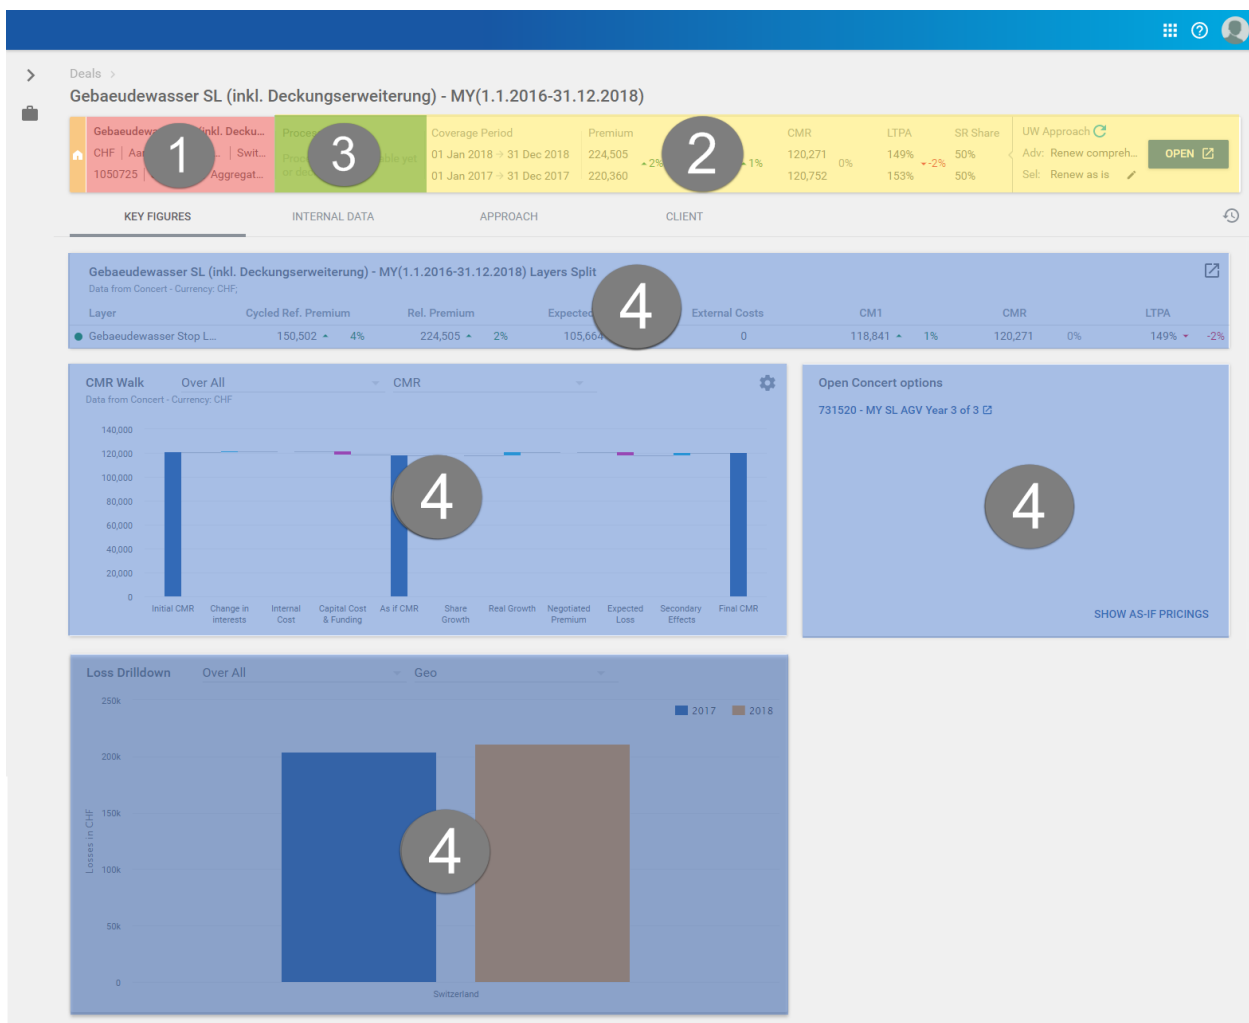 Deals >
Gebaeudewasser SL (inkl. Deckungserweiterung) - MY(1.1.2016-31.12.2018)
Gebaeudewa inkl. Decku...
CHF | Aa | Swit...
1050725 Aggregat...
1
3
Coverage Period
01 Jan 2018 → 31 Dec 2018
01 Jan 2017 → 31 Dec 2017
Premium
224,505
220,360
2
1%
CMR
120,271 0%
120,752
LTPA
149% -2%
153%
SR Share
50%
50%
UW Approach
Adv: Renew compreh...
Sel: Renew as is
OPEN
KEY FIGURES INTERNAL DATA APPROACH CLIENT
Gebaeudewasser SL (inkl. Deckungserweiterung) - MY(1.1.2016-31.12.2018) Layers Split
Data from Concert - Currency: CHF;
Layer Cycled Ref. Premium Rel. Premium Expected External Costs CM1 CMR LTPA
Gebaeudewasser Stop L... 150,502 4% 224,505 2% 105,664 0 118,841 1% 120,271 0% 149% -2%
4
CMR Walk Over All CMR
Data from Concert - Currency: CHF
140,000
120,000
100,000
80,000
60,000
40,000
20,000
0
4
Initial CMR Change in interests Internal Cost Capital Cost & Funding As if CMR Share Growth Real Growth Negotiated Premium Expected Loss Secondary Effects Final CMR
Open Concert options
731520 - MY SL AGV Year 3 of 3
4
SHOW AS-IF PRICINGS
Loss Drilldown Over All Geo
2017 2018
250k
200k
150k
100k
50k
0
Losses in CHF
4
Switzerland